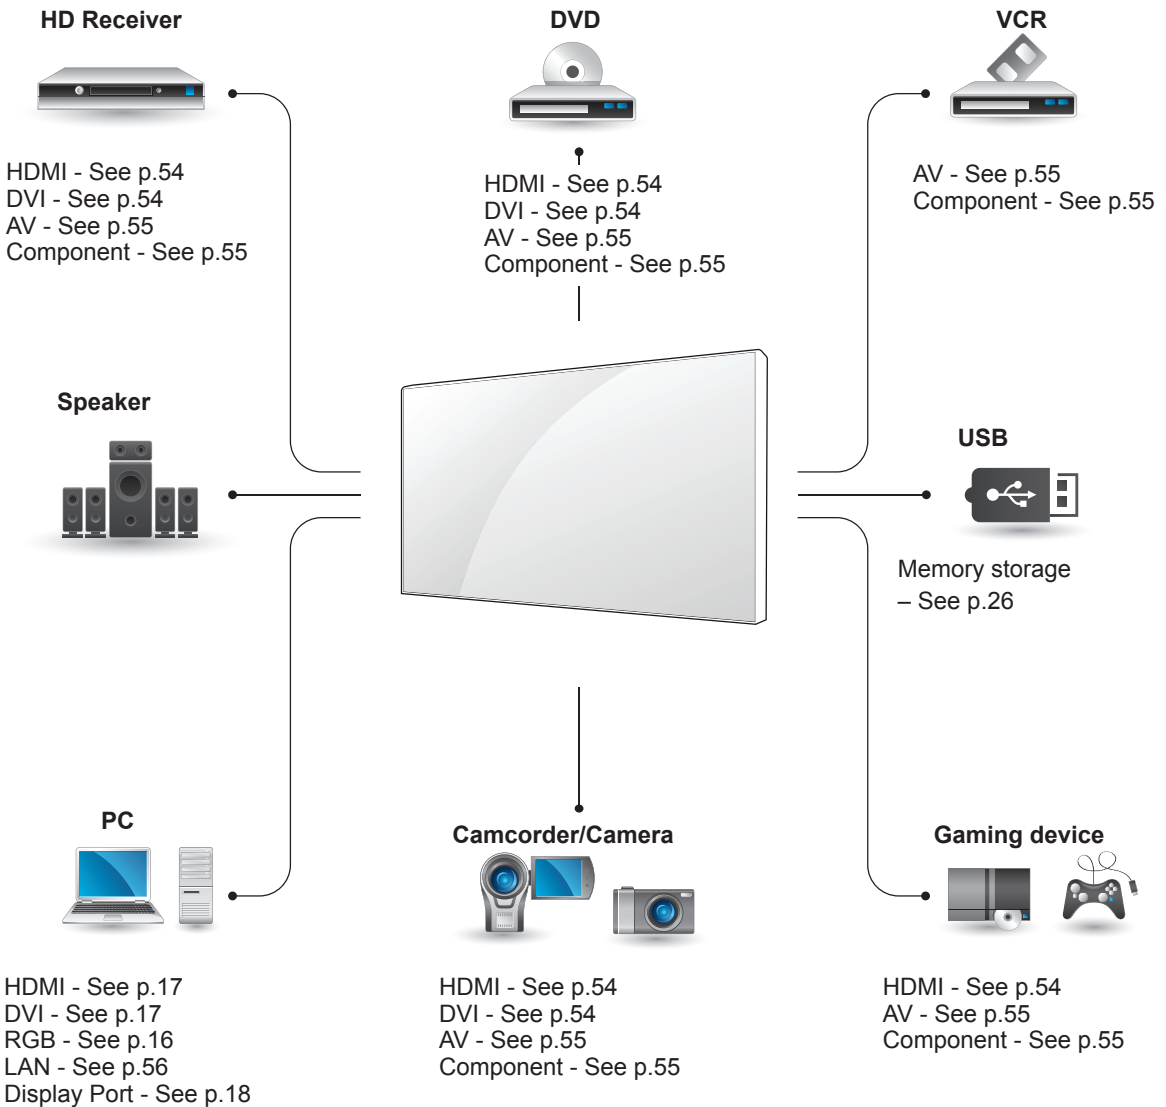 HD Receiver
HDMI - See p.54
DVI - See p.54
AV - See p.55
Component - See p.55
DVD
HDMI - See p.54
DVI - See p.54
AV - See p.55
Component - See p.55
VCR
AV - See p.55
Component - See p.55
Speaker
USB
Memory storage
– See p.26
PC
HDMI - See p.17
DVI - See p.17
RGB - See p.16
LAN - See p.56
Display Port - See p.18
Camcorder/Camera
HDMI - See p.54
DVI - See p.54
AV - See p.55
Component - See p.55
Gaming device
HDMI - See p.54
AV - See p.55
Component - See p.55